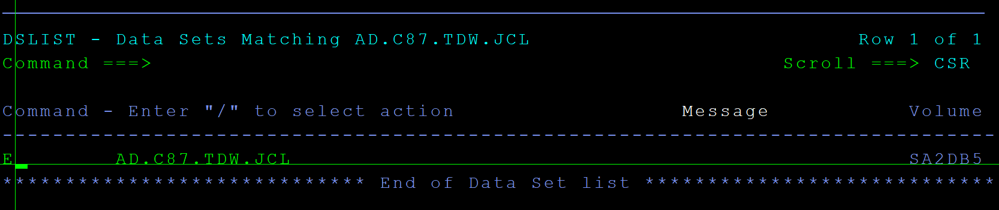 DSLIST - Data Sets Matching AD.C87.TDW.JCL Row 1 of 1
Command ===> Scroll ===> CSR
Command - Enter "/" to select action Message Volume
-------------------------------------------------------------------------------
E AD.C87.TDW.JCL SA2DB5
***************************** End of Data Set list ****************************